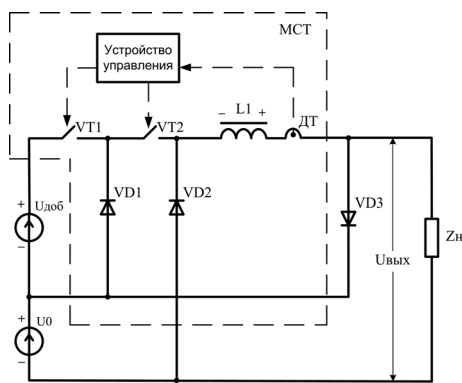 МСТ
Устройство
управления
VT1
VT2
− L1 +
ДТ
VD1
VD2
VD3
+
Uдоб
−
Uвых
Zн
+
U0
−